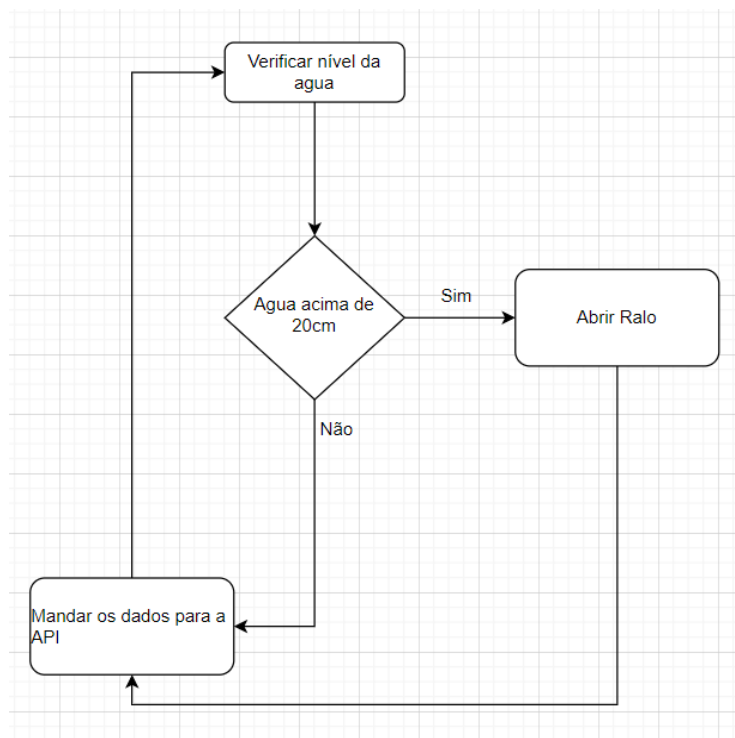 Verificar nível da
agua
Agua acima de
20cm
Sim
Abrir Ralo
Não
Mandar os dados para a
API